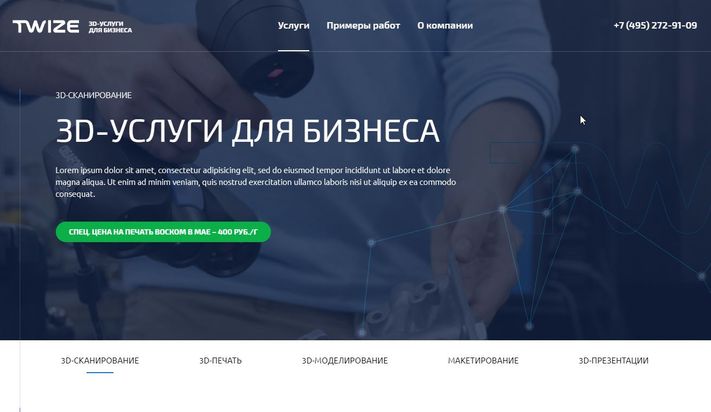 TWIZE
3D-УСЛУГИ
ДЛЯ БИЗНЕСА
Услуги Примеры работ О компании
+7 (495) 272-91-09
3D-СКАНИРОВАНИЕ
3D-УСЛУГИ ДЛЯ БИЗНЕСА
Lorem ipsum dolor sit amet, consectetur adipisicing elit, sed do eiusmod tempor incididunt ut labore et dolore
magna aliqua. Ut enim ad minim veniam, quis nostrud exercitation ullamco laboris nisi ut aliquip ex ea commodo
consequat.
СПЕЦ. ЦЕНА НА ПЕЧАТЬ ВОСКОМ В МАЕ – 400 РУБ./Г
3D-СКАНИРОВАНИЕ 3D-ПЕЧАТЬ 3D-МОДЕЛИРОВАНИЕ МАКЕТИРОВАНИЕ 3D-ПРЕЗЕНТАЦИИ